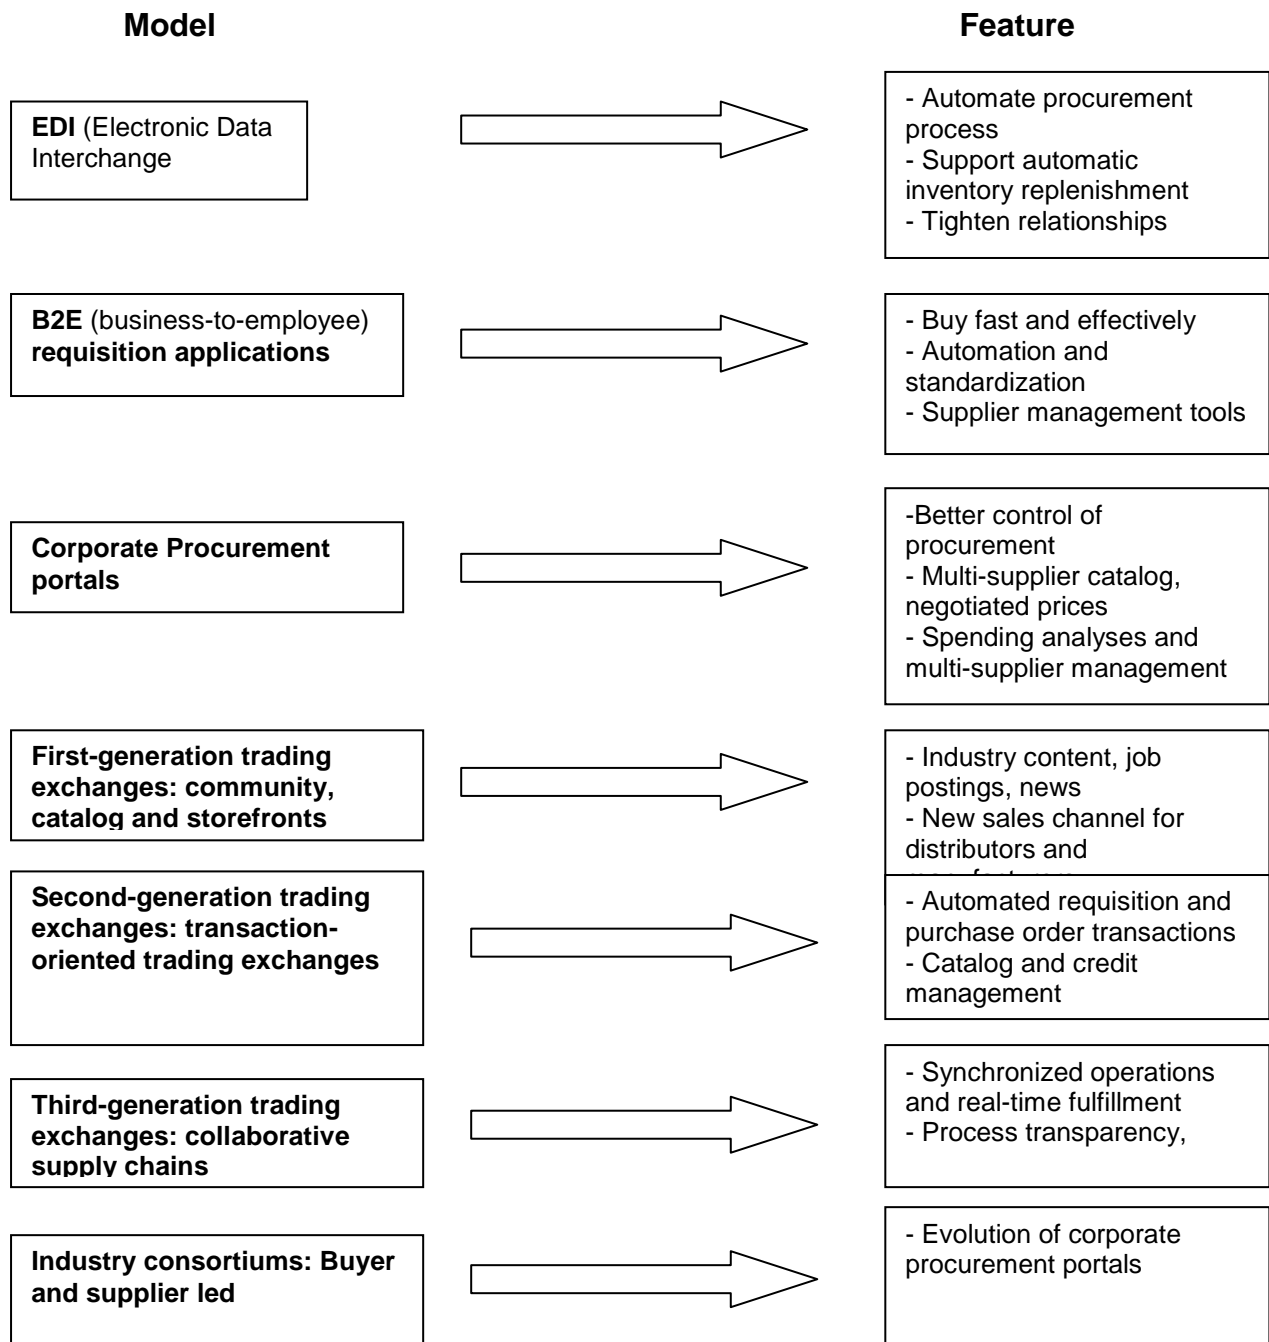 Model
Feature
EDI (Electronic Data
Interchange
- Automate procurement
process
- Support automatic
inventory replenishment
- Tighten relationships
B2E (business-to-employee)
requisition applications
- Buy fast and effectively
- Automation and
standardization
- Supplier management tools
Corporate Procurement
portals
-Better control of
procurement
- Multi-supplier catalog,
negotiated prices
- Spending analyses and
multi-supplier management
First-generation trading
exchanges: community,
catalog and storefronts
- Industry content, job
postings, news
- New sales channel for
distributors and
Second-generation trading
exchanges: transaction-
oriented trading exchanges
- Automated requisition and
purchase order transactions
- Catalog and credit
management
Third-generation trading
exchanges: collaborative
supply chains
- Synchronized operations
and real-time fulfillment
- Process transparency,
Industry consortiums: Buyer
and supplier led
- Evolution of corporate
procurement portals